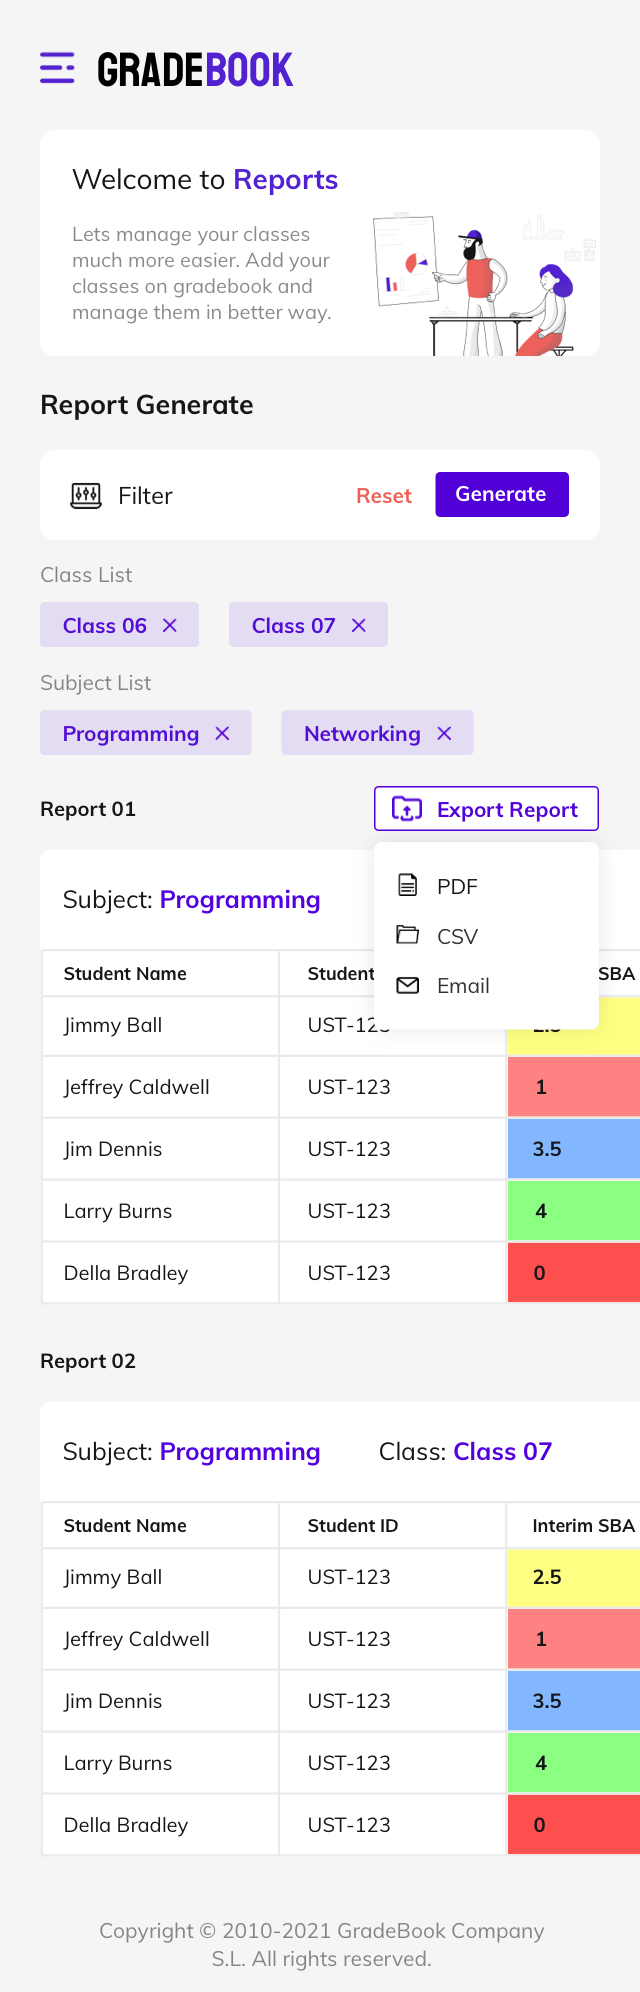 GRADEBOOK
Welcome to Reports
Lets manage your classes
much more easier. Add your
classes on gradebook and
manage them in better way.
Report Generate
Filter Reset Generate
Class List
Class 06 Class 07
Subject List
Programming Networking
Report 01 Export Report
Subject: Programming
PDF
CSV
Email
Student Name Student SBA
Jimmy Ball UST-123
Jeffrey Caldwell UST-123 1
Jim Dennis UST-123 3.5
Larry Burns UST-123 4
Della Bradley UST-123 0
Report 02
Subject: Programming Class: Class 07
Student Name Student ID Interim SBA
Jimmy Ball UST-123 2.5
Jeffrey Caldwell UST-123 1
Jim Dennis UST-123 3.5
Larry Burns UST-123 4
Della Bradley UST-123 0
Copyright © 2010-2021 GradeBook Company
S.L. All rights reserved.